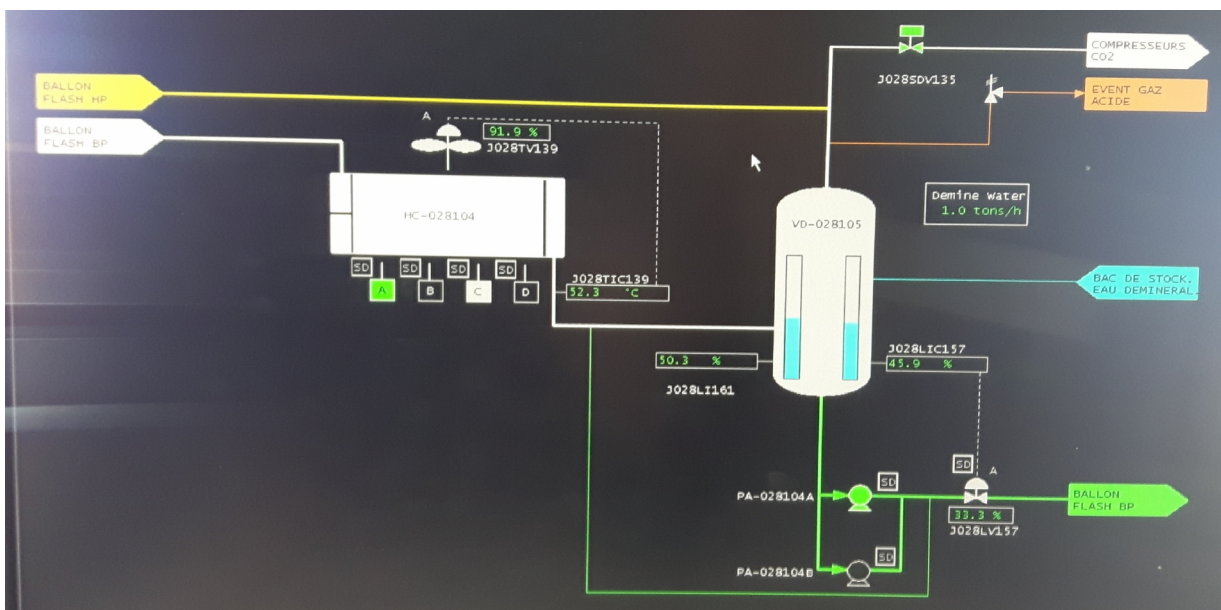 COMPRESSEURS
CO2
J028SDV135
BALLON
FLASH HP
EVENT GAZ
ACIDE
BALLON
FLASH BP
A
91.9 %
J028TV139
Demine Water
1.0 tons/h
HC-028104
VD-028105
SD
SD
SD
SD
A
B
C
D
J028TIC139
52.3 °C
BAC DE STOCK.
EAU DEMINERAL.
50.3 %
J028LI161
J028LIC157
45.9 %
SD
A
SD
PA-028104A
BALLON
FLASH BP
33.3 %
J028LV157
SD
PA-028104B